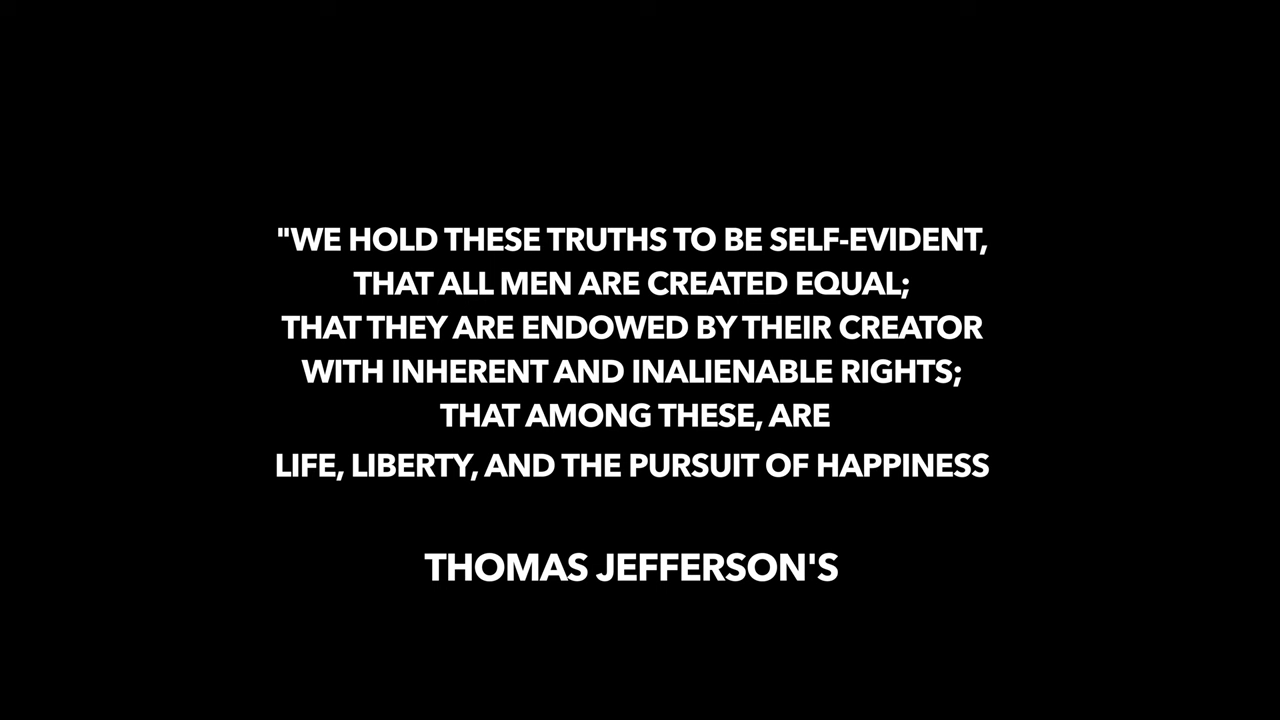 "WE HOLD THESE TRUTHS TO BE SELF-EVIDENT,
THAT ALL MEN ARE CREATED EQUAL;
THAT THEY ARE ENDOWED BY THEIR CREATOR
WITH INHERENT AND INALIENABLE RIGHTS;
THAT AMONG THESE, ARE
LIFE, LIBERTY, AND THE PURSUIT OF HAPPINESS
THOMAS JEFFERSON'S